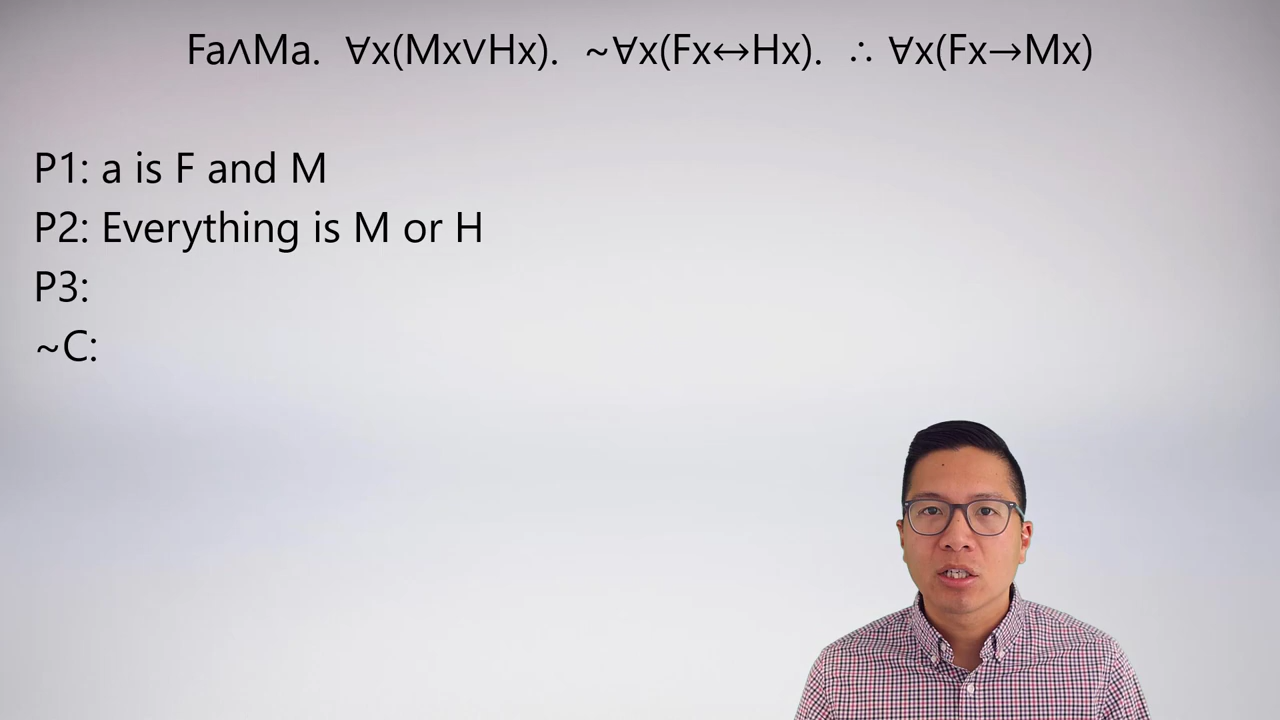 Fa∧Ma. ∀x(Mx∨Hx). ~∀x(Fx↔Hx). ∴ ∀x(Fx→Mx)
P1: a is F and M
P2: Everything is M or H
P3:
~C: